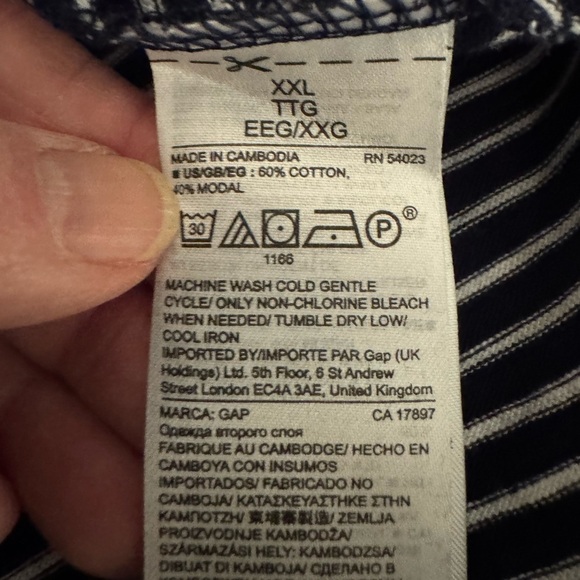 XXL
TTG
EEG/XXG
MADE IN CAMBODIA RN 54023
■ US/GB/EG : 60% COTTON,
40% MODAL
30 P®
1166
MACHINE WASH COLD GENTLE
CYCLE/ ONLY NON-CHLORINE BLEACH
WHEN NEEDED/ TUMBLE DRY LOW/
COOL IRON
IMPORTED BY/IMPORTE PAR Gap (UK
Holdings) Ltd. 5th Floor, 6 St Andrew
Street London EC4A 3AE, United Kingdom
MARCA: GAP CA 17897
Одежда второго слоя
FABRIQUE AU CAMBODGE/ HECHO EN
CAMBOYA CON INSUMOS
IMPORTADOS/ FABRICADO NO
CAMBOJA/ ΚΑΤΑΣΚΕΥΑΣΤΗΚΕ ΣΤΗΝ
ΚΑΜΠΟΤΖΗ/ 柬埔寨製造/ ZEMLJA
PROIZVODNJE KAMBODŽA/
SZÁRMAZÁSI HELY: KAMBODZSA/
DIBUAT DI KAMBOJA/ СДЕЛАНО В